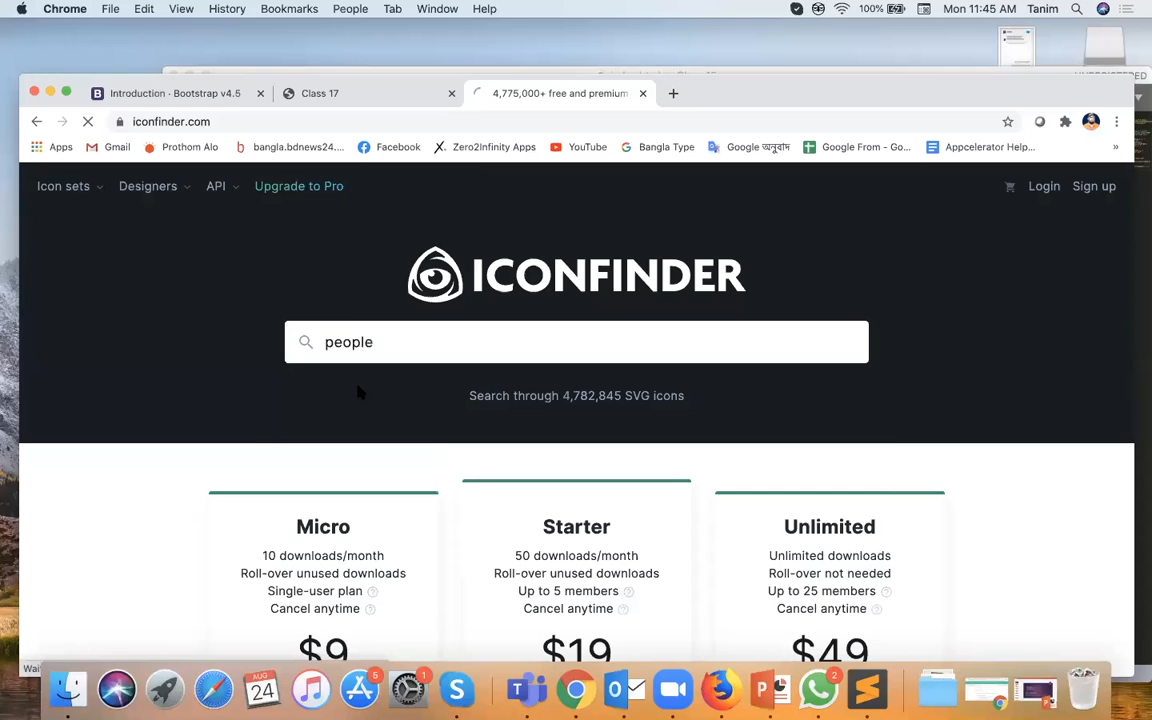 Chrome File Edit View History Bookmarks People Tab Window Help 100% Mon 11:45 AM Tanim
Introduction · Bootstrap v4.5 Class 17 4,775,000+ free and premium
iconfinder.com
Apps Gmail Prothom Alo bangla.bdnews24.... Facebook Zero2Infinity Apps YouTube Bangla Type Google অনুবাদ Google From - Go... Appcelerator Help... »
Icon sets Designers API Upgrade to Pro Login Sign up
ICONFINDER
people
Search through 4,782,845 SVG icons
Micro Starter Unlimited
10 downloads/month 50 downloads/month Unlimited downloads
Roll-over unused downloads Roll-over unused downloads Roll-over not needed
Single-user plan Up to 5 members Up to 25 members
Cancel anytime Cancel anytime Cancel anytime
$9 $19 $49
AUG
24
5
1
2